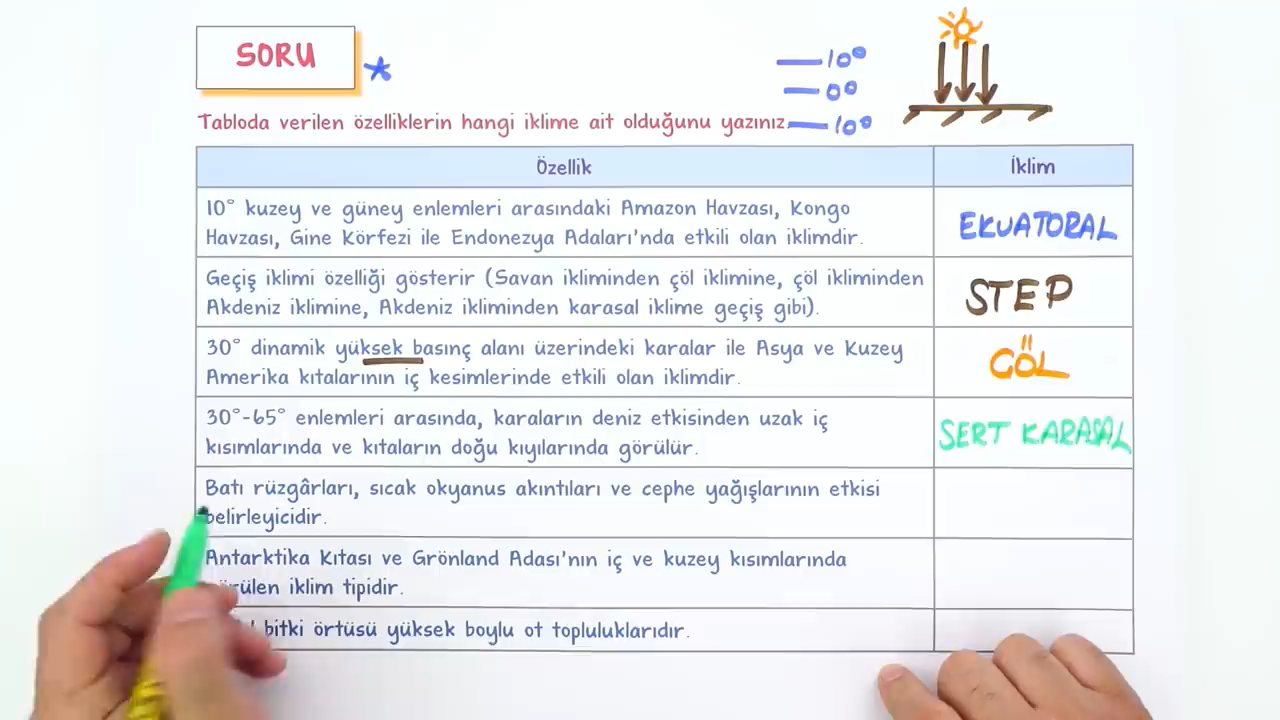 SORU
10°
0°
10°
Tabloda verilen özelliklerin hangi iklime ait olduğunu yazınız.
Özellik
İklim
10° kuzey ve güney enlemleri arasındaki Amazon Havzası, Kongo
Havzası, Gine Körfezi ile Endonezya Adaları'nda etkili olan iklimdir.
EKUATORAL
Geçiş iklimi özelliği gösterir (Savan ikliminden çöl iklimine, çöl ikliminden
Akdeniz iklimine, Akdeniz ikliminden karasal iklime geçiş gibi).
STEP
30° dinamik yüksek basınç alanı üzerindeki karalar ile Asya ve Kuzey
Amerika kıtalarının iç kesimlerinde etkili olan iklimdir.
ÇÖL
30°-65° enlemleri arasında, karaların deniz etkisinden uzak iç
kısımlarında ve kıtaların doğu kıyılarında görülür.
SERT KARASAL
Batı rüzgârları, sıcak okyanus akıntıları ve cephe yağışlarının etkisi
belirleyicidir.
Antarktika Kıtası ve Grönland Adası'nın iç ve kuzey kısımlarında
iklim tipidir.
bitki örtüsü yüksek boylu ot topluluklarıdır.